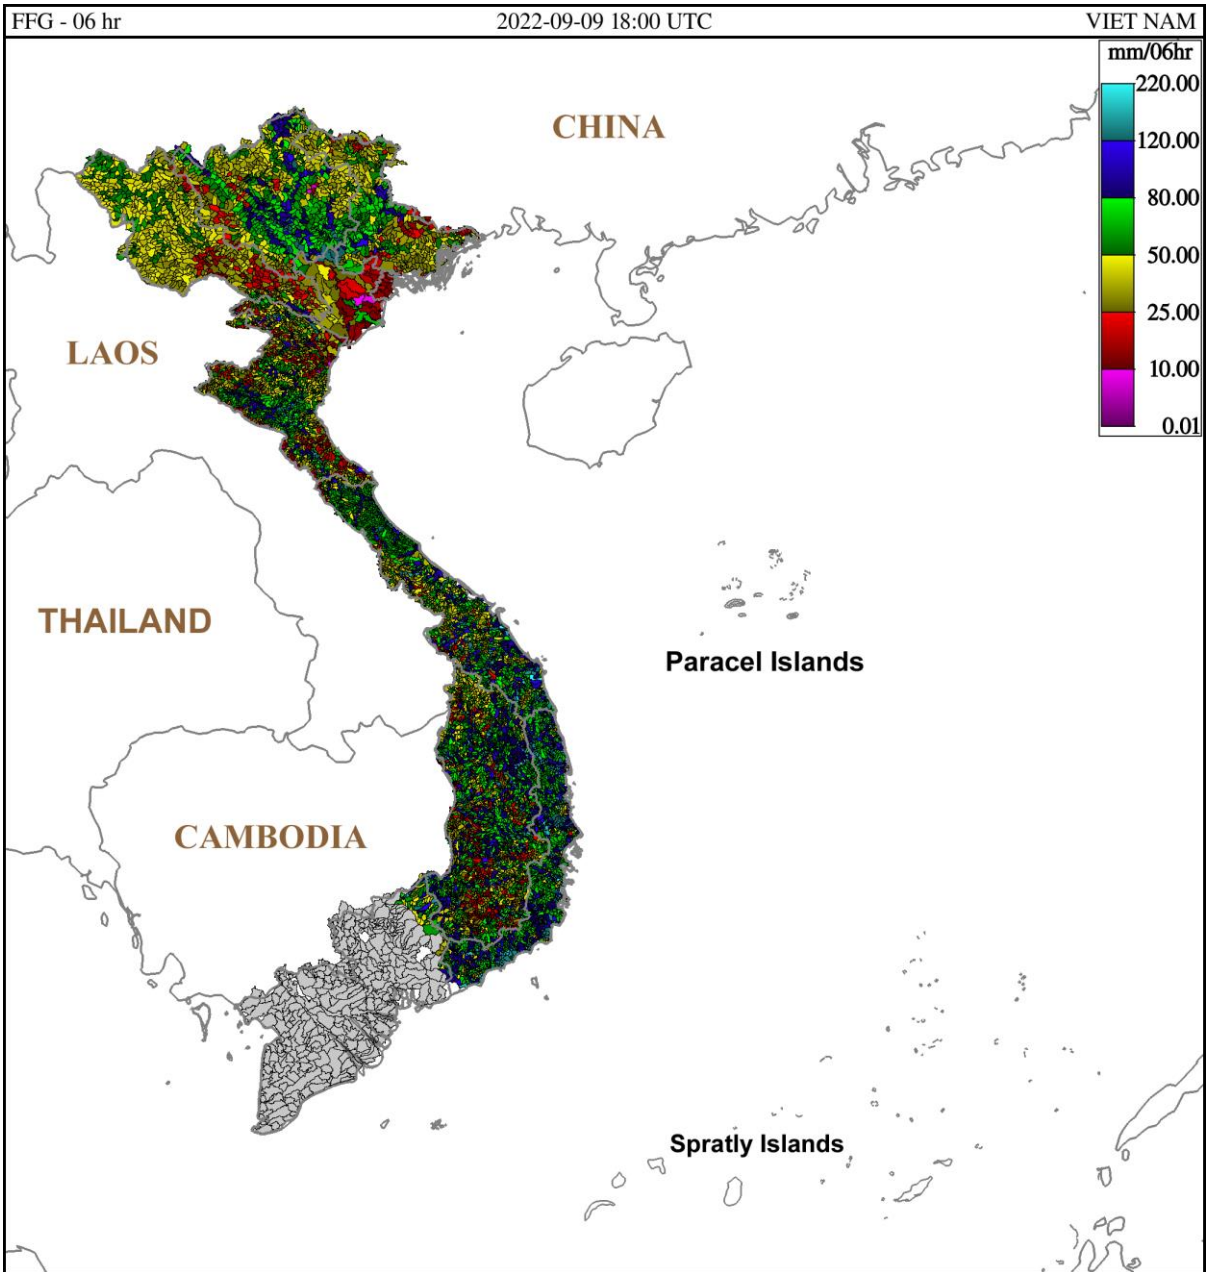 FFG - 06 hr 2022-09-09 18:00 UTC VIET NAM
mm/06hr
220.00
CHINA
120.00
80.00
50.00
25.00
LAOS
10.00
0.01
THAILAND
Paracel Islands
CAMBODIA
Spratly Islands